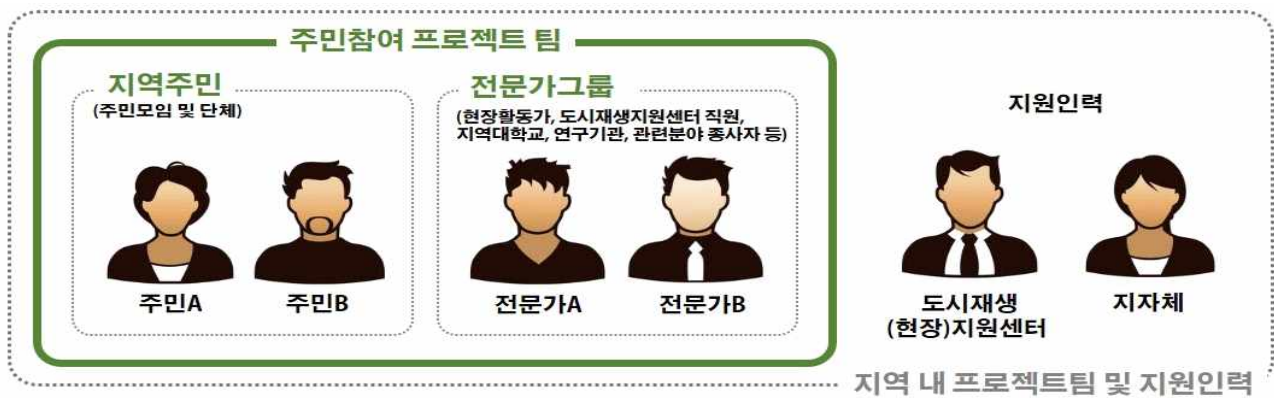 주민참여 프로젝트 팀
지역주민
(주민모임 및 단체)
주민A
주민B
전문가그룹
(현장활동가, 도시재생지원센터 직원,
지역대학교, 연구기관, 관련분야 종사자 등)
전문가A
전문가B
지원인력
도시재생
(현장)지원센터
지자체
지역 내 프로젝트팀 및 지원인력